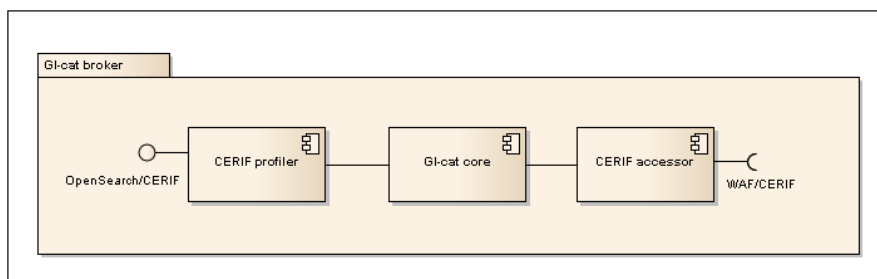 GI-cat broker
CERIF profiler
GI-cat core
CERIF accessor
OpenSearch/CERIF
WAF/CERIF